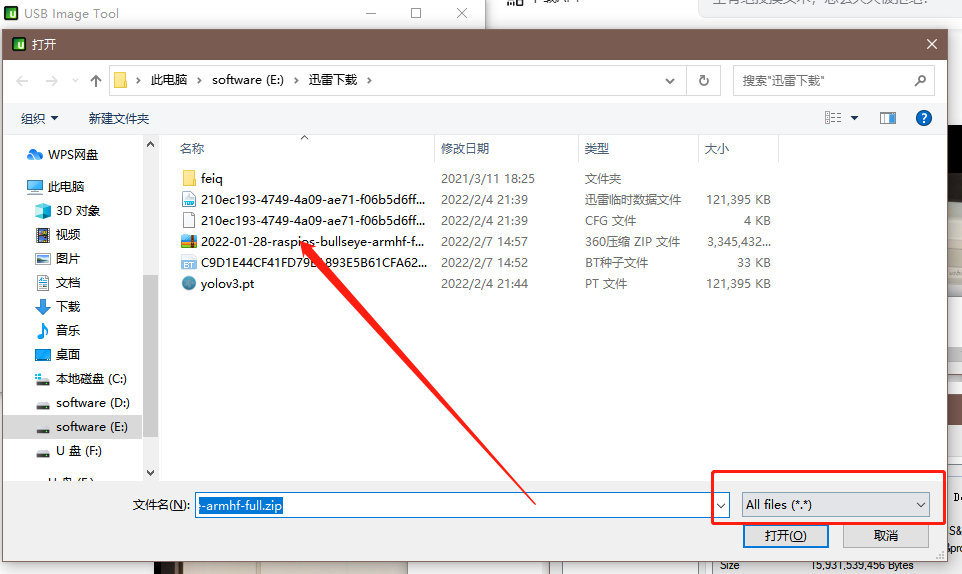 USB Image Tool
打开
此电脑 › software (E:) › 迅雷下载 ›
搜索"迅雷下载"
组织
新建文件夹
名称 修改日期 类型 大小
WPS网盘
此电脑
3D 对象
视频
图片
文档
下载
音乐
桌面
本地磁盘 (C:)
software (D:)
software (E:)
U 盘 (F:)
feiq 2021/3/11 18:25 文件夹
210ec193-4749-4a09-ae71-f06b5d6ff... 2022/2/4 21:39 迅雷临时数据文件 121,395 KB
210ec193-4749-4a09-ae71-f06b5d6ff... 2022/2/4 21:39 CFG 文件 4 KB
2022-01-28-raspios-bullseye-armhf-f... 2022/2/7 14:57 360压缩 ZIP 文件 3,345,432...
2022/2/7 14:52 BT种子文件 33 KB
yolov3.pt 2022/2/4 21:44 PT 文件 121,395 KB
文件名(N): -armhf-full.zip
All files (*.*)
打开(O)
取消
Size 15,931,539,456 Bytes